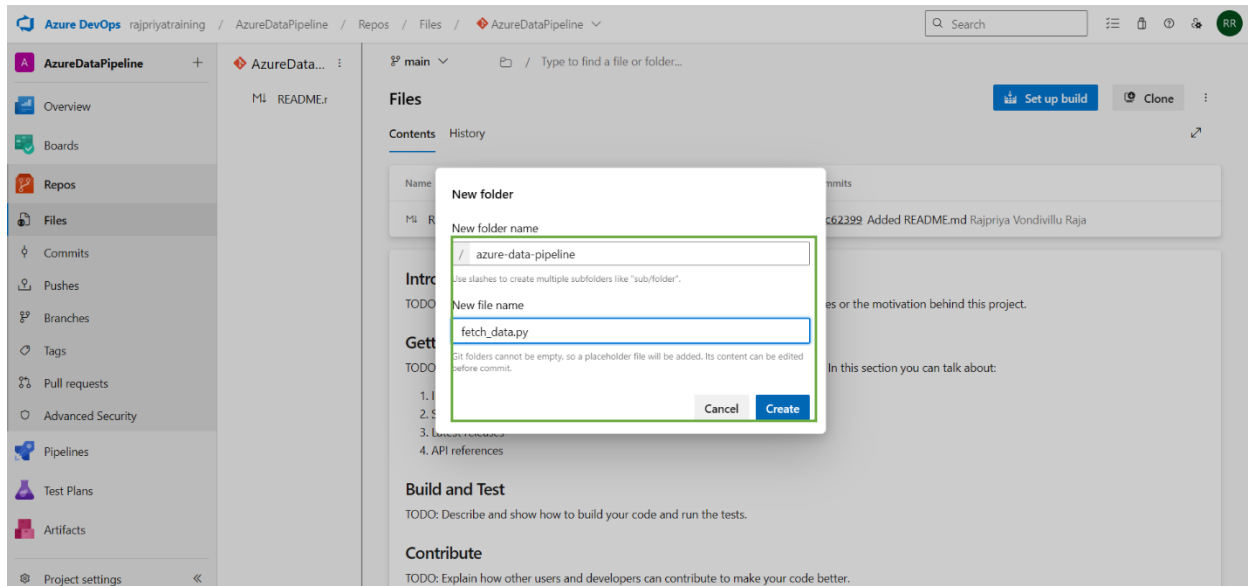 Azure DevOps rajpriyatraining / AzureDataPipeline / Repos / Files / AzureDataPipeline
Search
RR
A AzureDataPipeline +
Overview
Boards
Repos
Files
Commits
Pushes
Branches
Tags
Pull requests
Advanced Security
Pipelines
Test Plans
Artifacts
Project settings
AzureData...
M↓ README.r
main / Type to find a file or folder...
Files
Set up build
Clone
Contents History
Name
mmits
M↓ R
c62399 Added README.md Rajpriya Vondivillu Raja
New folder
New folder name
/ azure-data-pipeline
Use slashes to create multiple subfolders like "sub/folder".
New file name
fetch_data.py
Git folders cannot be empty, so a placeholder file will be added. Its content can be edited
before commit.
Cancel Create
Intro
TODO
es or the motivation behind this project.
Gett
TODO
In this section you can talk about:
1. I
2. S
3. Latest releases
4. API references
Build and Test
TODO: Describe and show how to build your code and run the tests.
Contribute
TODO: Explain how other users and developers can contribute to make your code better.